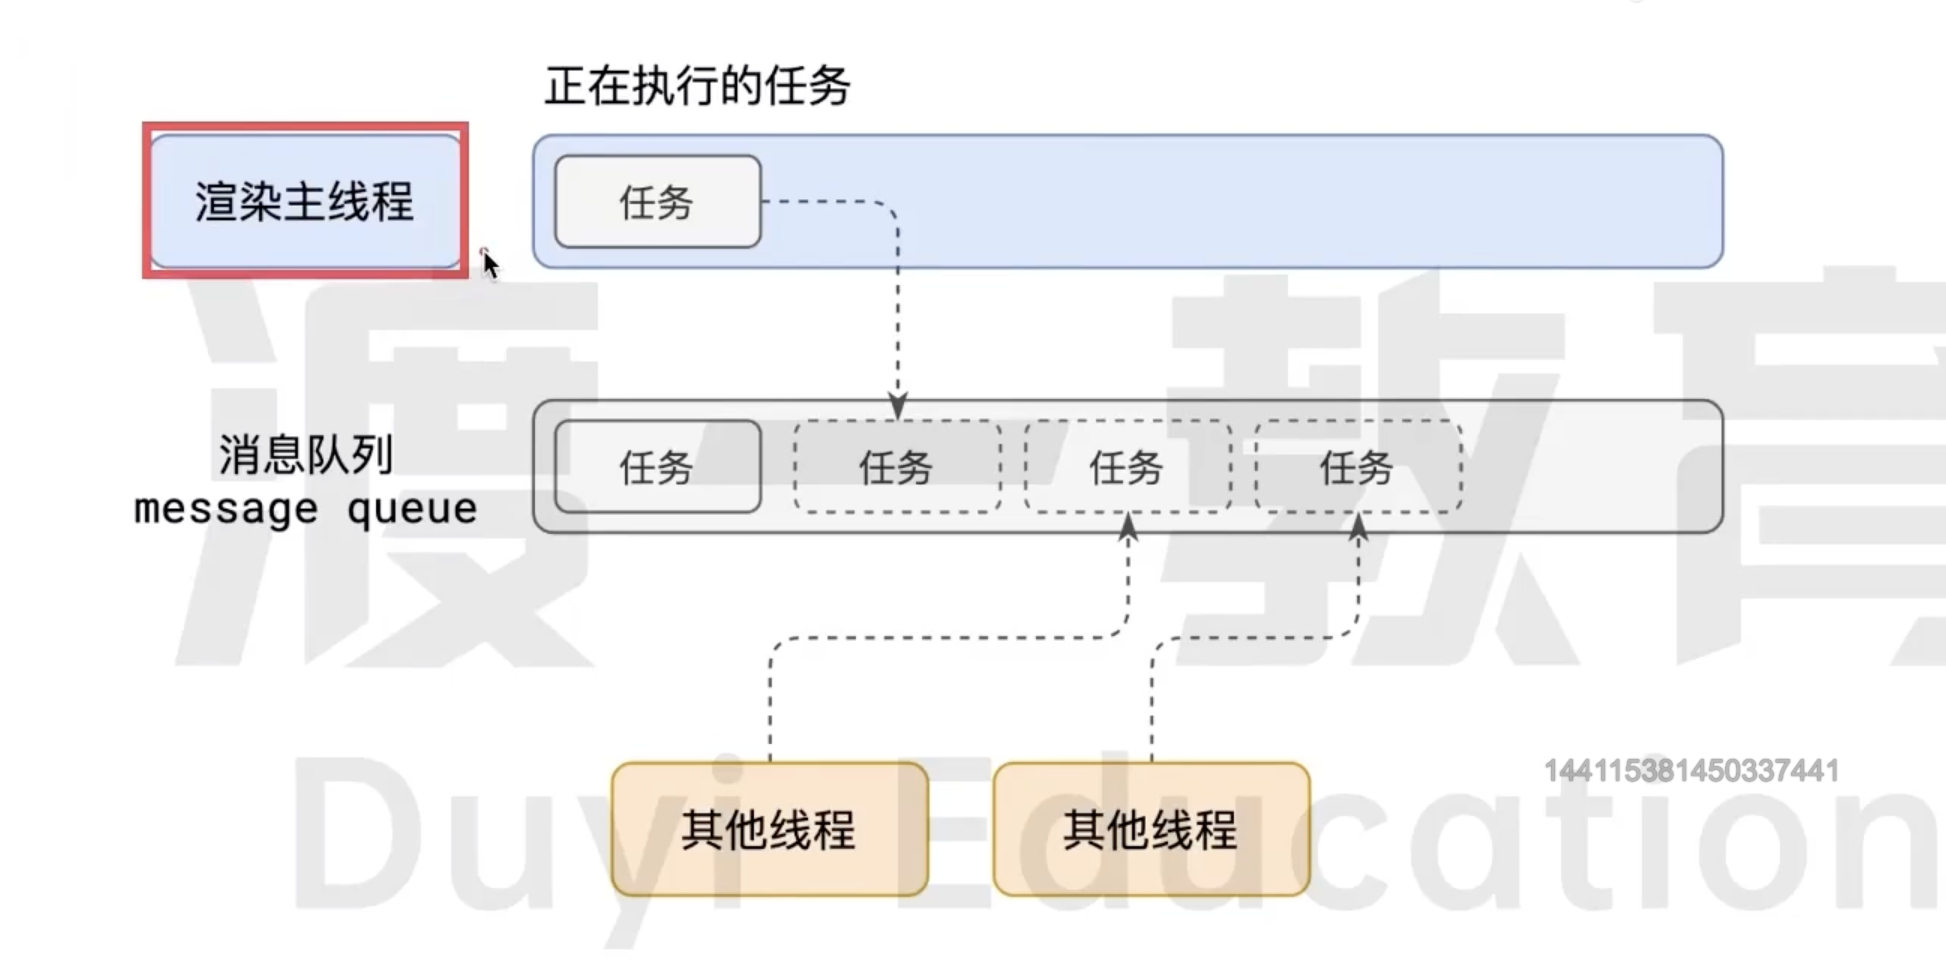 正在执行的任务
渲染主线程
任务
消息队列
message queue
任务
任务
任务
任务
其他线程
其他线程
144115381450337441
渡一教育
Duyi Education